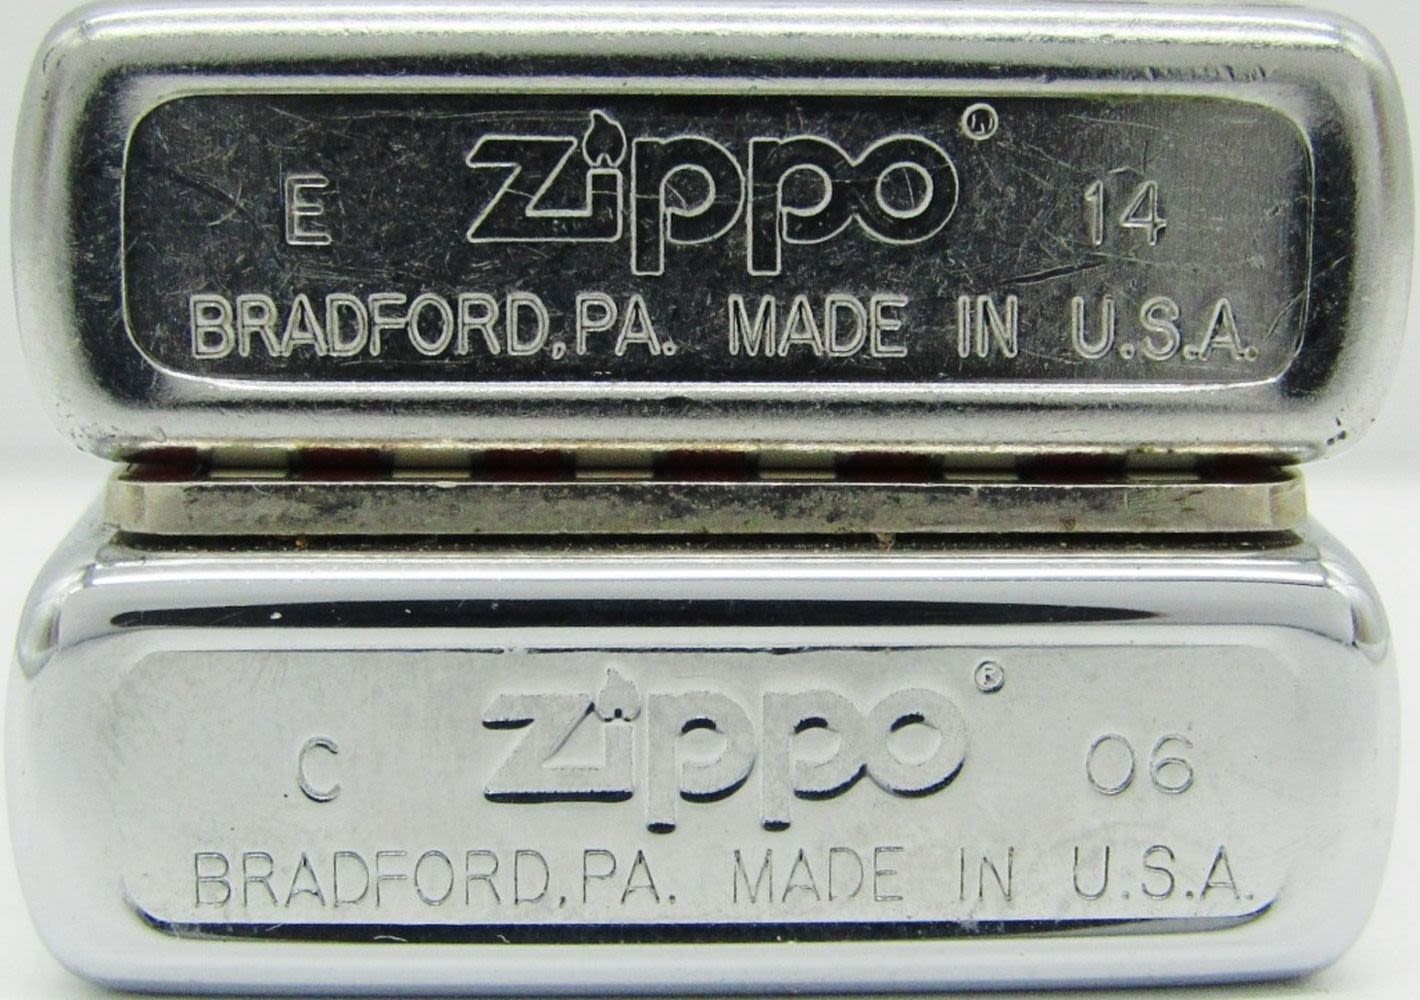 E zippo® 14
BRADFORD, PA. MADE IN U.S.A.
C zippo® 06
BRADFORD, PA. MADE IN U.S.A.